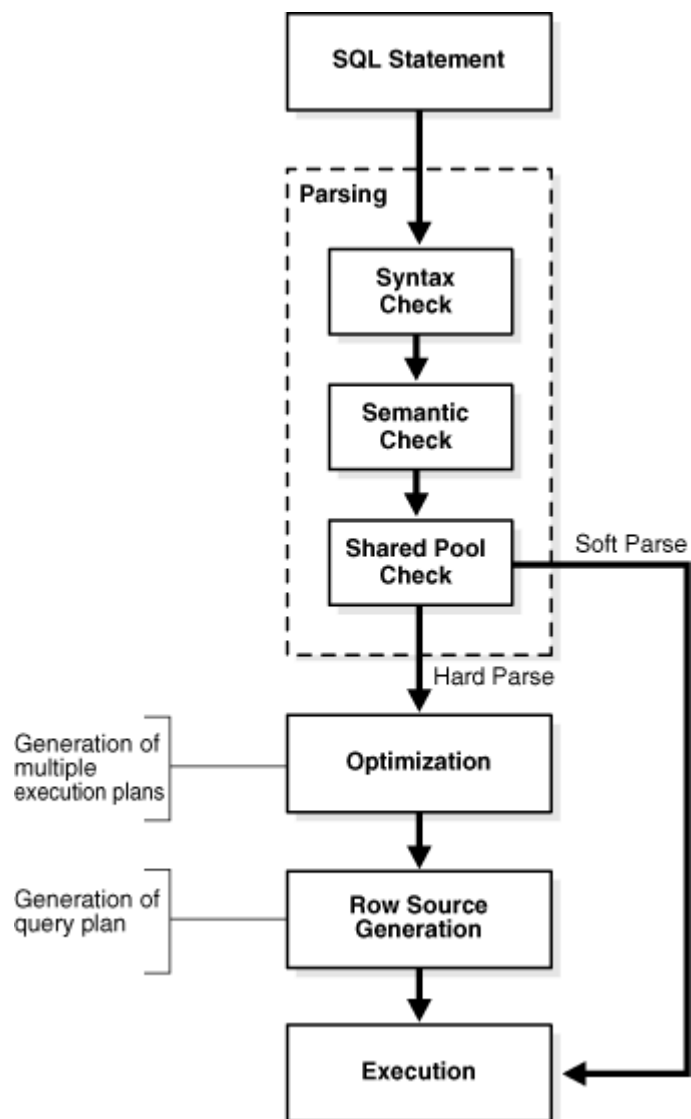 SQL Statement
Parsing
Syntax
Check
Semantic
Check
Shared Pool
Check
Soft Parse
Hard Parse
Generation of
multiple
execution plans
Optimization
Generation of
query plan
Row Source
Generation
Execution